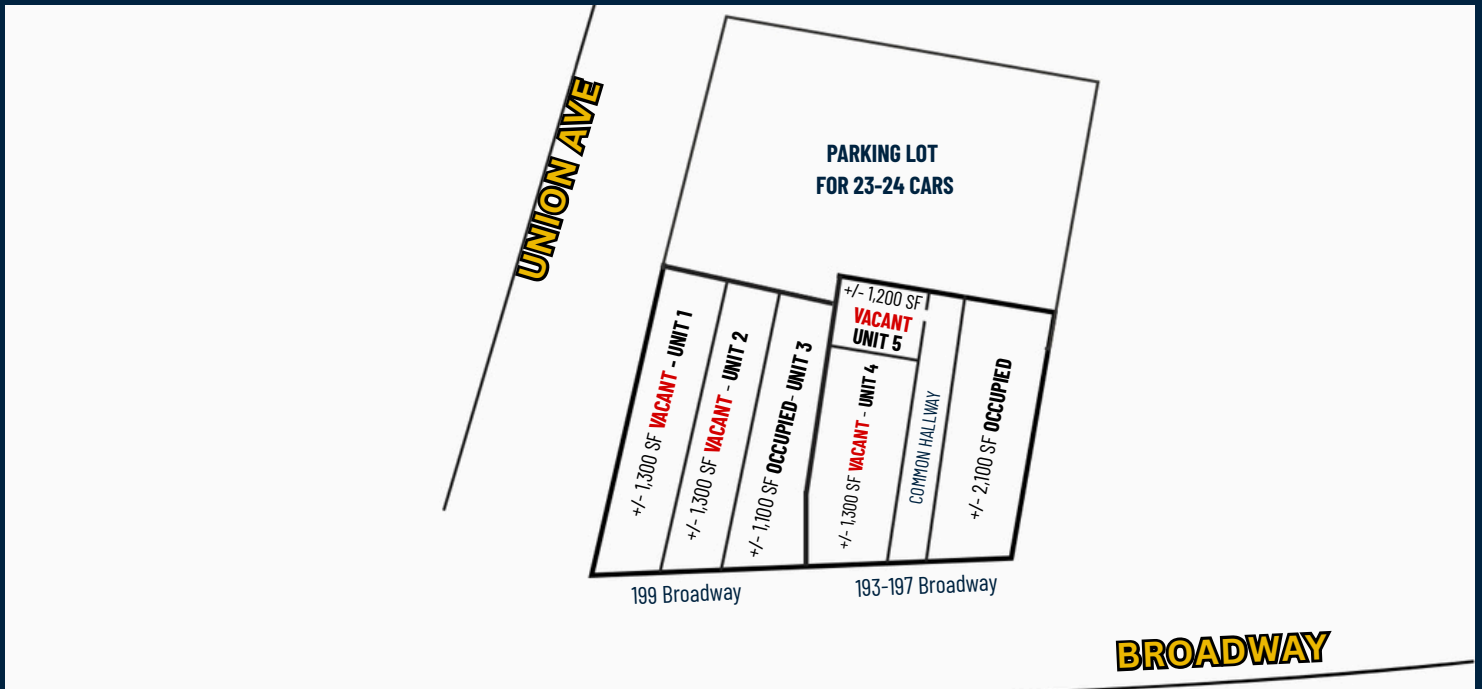 UNION AVE
PARKING LOT
FOR 23-24 CARS
+/- 1,300 SF VACANT - UNIT 1
+/- 1,300 SF VACANT - UNIT 2
+/- 1,100 SF OCCUPIED- UNIT 3
+/- 1,200 SF
VACANT
UNIT 5
+/- 1,300 SF VACANT - UNIT 4
COMMON HALLWAY
+/- 2,100 SF OCCUPIED
199 Broadway
193-197 Broadway
BROADWAY